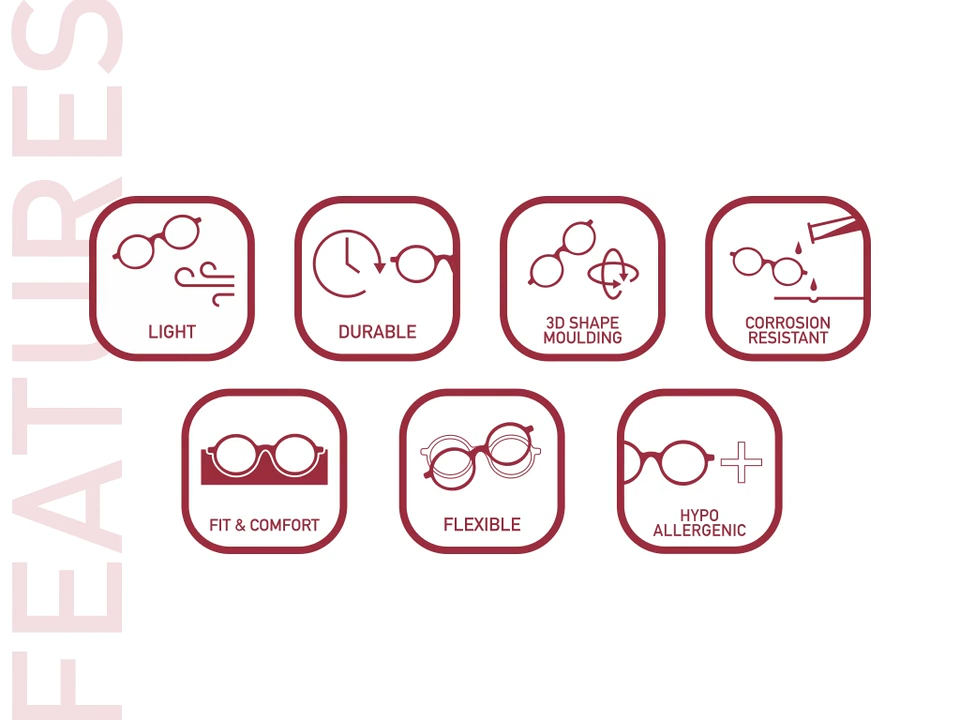 FEATURES
LIGHT
DURABLE
3D SHAPE
MOULDING
CORROSION
RESISTANT
FIT & COMFORT
FLEXIBLE
HYPO
ALLERGENIC